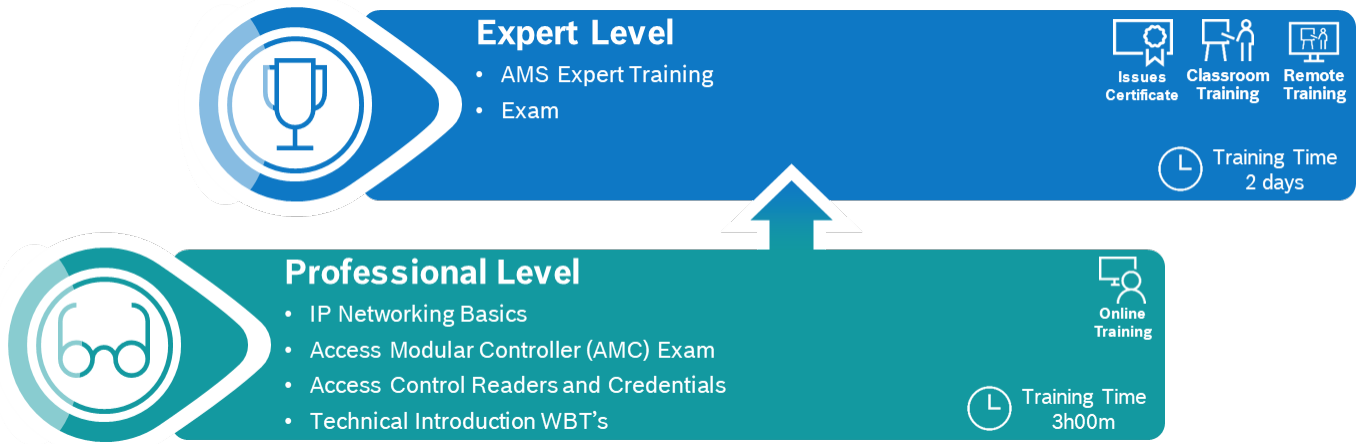 Expert Level
• AMS Expert Training
• Exam
Issues
Certificate
Classroom
Training
Remote
Training
Training Time
2 days
Professional Level
• IP Networking Basics
• Access Modular Controller (AMC) Exam
• Access Control Readers and Credentials
• Technical Introduction WBT’s
Online
Training
Training Time
3h00m